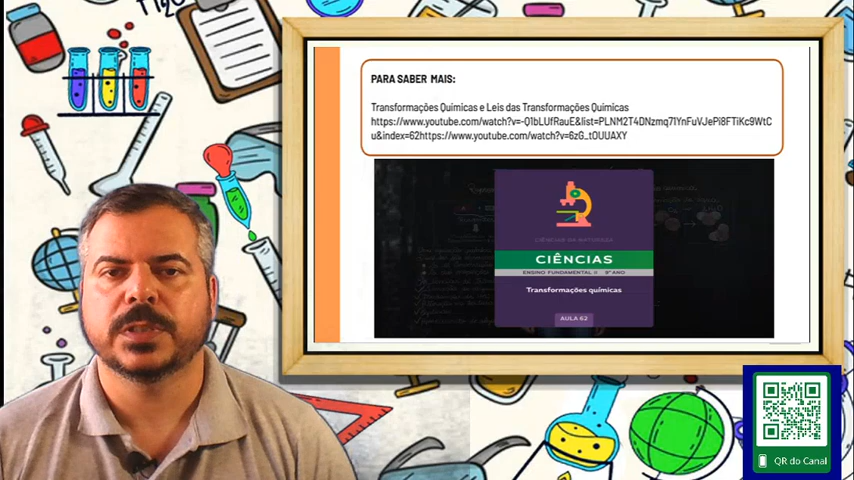 PARA SABER MAIS:
Transformações Químicas e Leis das Transformações Químicas
https://www.youtube.com/watch?v=-Q1bLUfRauE&list=PLNM2T4DNzmq71YnFuVJePi8FTiKc9WtC
u&index=62https://www.youtube.com/watch?v=6zG_tOUUAXY
CIÊNCIAS DA NATUREZA
CIÊNCIAS
ENSINO FUNDAMENTAL II 9º ANO
Transformações químicas
AULA 62
QR do Canal